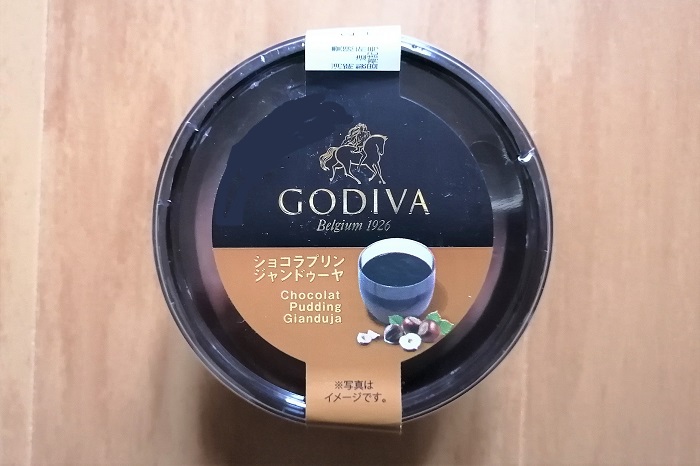 GODIVA
Belgium 1926
ショコラプリン
ジャンドゥーヤ
Chocolat
Pudding
Gianduja
※写真は
イメージです。